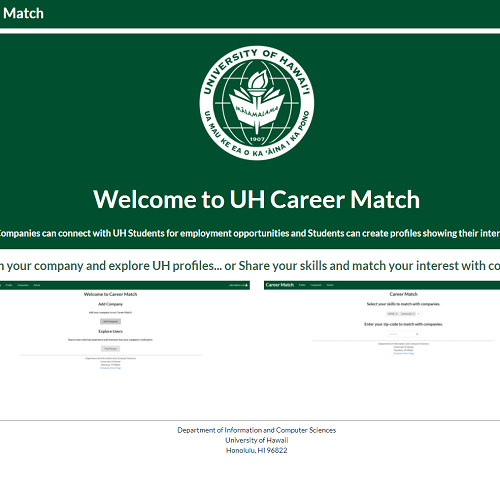 Match
UNIVERSITY OF HAWAI'I
MĀLAMALAMA
UA MAU KE EA O KA 'ĀINA I KA PONO
1907
Welcome to UH Career Match
Companies can connect with UH Students for employment opportunities and Students can create profiles showing their inter
your company and explore UH profiles... or Share your skills and match your interest with co
Welcome to Career Match
Add Company
Explore Users
Career Match
Career Match
Select your skills to match with companies.
Enter your zip-code to match with companies.
Department of Information and Computer Sciences
University of Hawaii
Honolulu, HI 96822